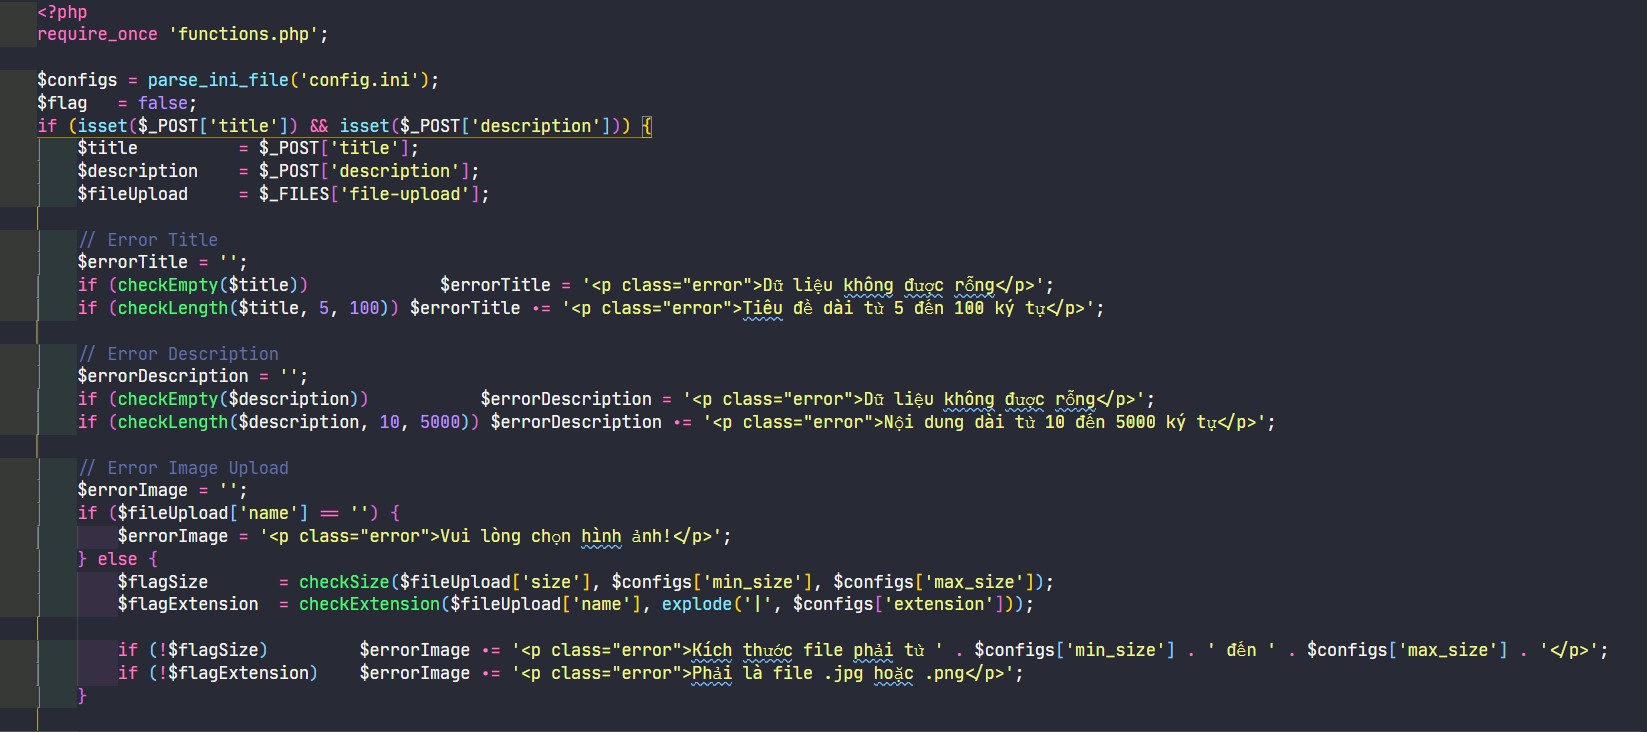 <?php
require_once 'functions.php';
$configs = parse_ini_file('config.ini');
$flag   = false;
if (isset($_POST['title']) && isset($_POST['description'])) {
    $title          = $_POST['title'];
    $description    = $_POST['description'];
    $fileUpload     = $_FILES['file-upload'];
    // Error Title
    $errorTitle = '';
    if (checkEmpty($title))             $errorTitle = '<p class="error">Dữ liệu không được rỗng</p>';
    if (checkLength($title, 5, 100)) $errorTitle .= '<p class="error">Tiêu đề dài từ 5 đến 100 ký tự</p>';
    // Error Description
    $errorDescription = '';
    if (checkEmpty($description))           $errorDescription = '<p class="error">Dữ liệu không được rỗng</p>';
    if (checkLength($description, 10, 5000)) $errorDescription .= '<p class="error">Nội dung dài từ 10 đến 5000 ký tự</p>';
    // Error Image Upload
    $errorImage = '';
    if ($fileUpload['name'] == '') {
        $errorImage = '<p class="error">Vui lòng chọn hình ảnh!</p>';
    } else {
        $flagSize       = checkSize($fileUpload['size'], $configs['min_size'], $configs['max_size']);
        $flagExtension  = checkExtension($fileUpload['name'], explode('|', $configs['extension']));
        if (!$flagSize)         $errorImage .= '<p class="error">Kích thước file phải từ ' . $configs['min_size'] . ' đến ' . $configs['max_size'] . '</p>';
        if (!$flagExtension)    $errorImage .= '<p class="error">Phải là file .jpg hoặc .png</p>';
    }